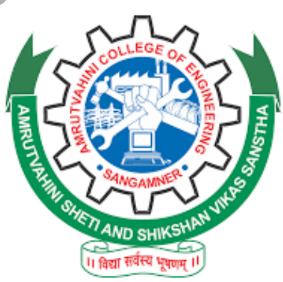 AMRUTVAHINI COLLEGE OF ENGINEERING
SANGAMNER
AMRUTVAHINI SHETI AND SHIKSHAN VIKAS SANSTHA
॥ विद्या सर्वस्य भूषणम् ॥